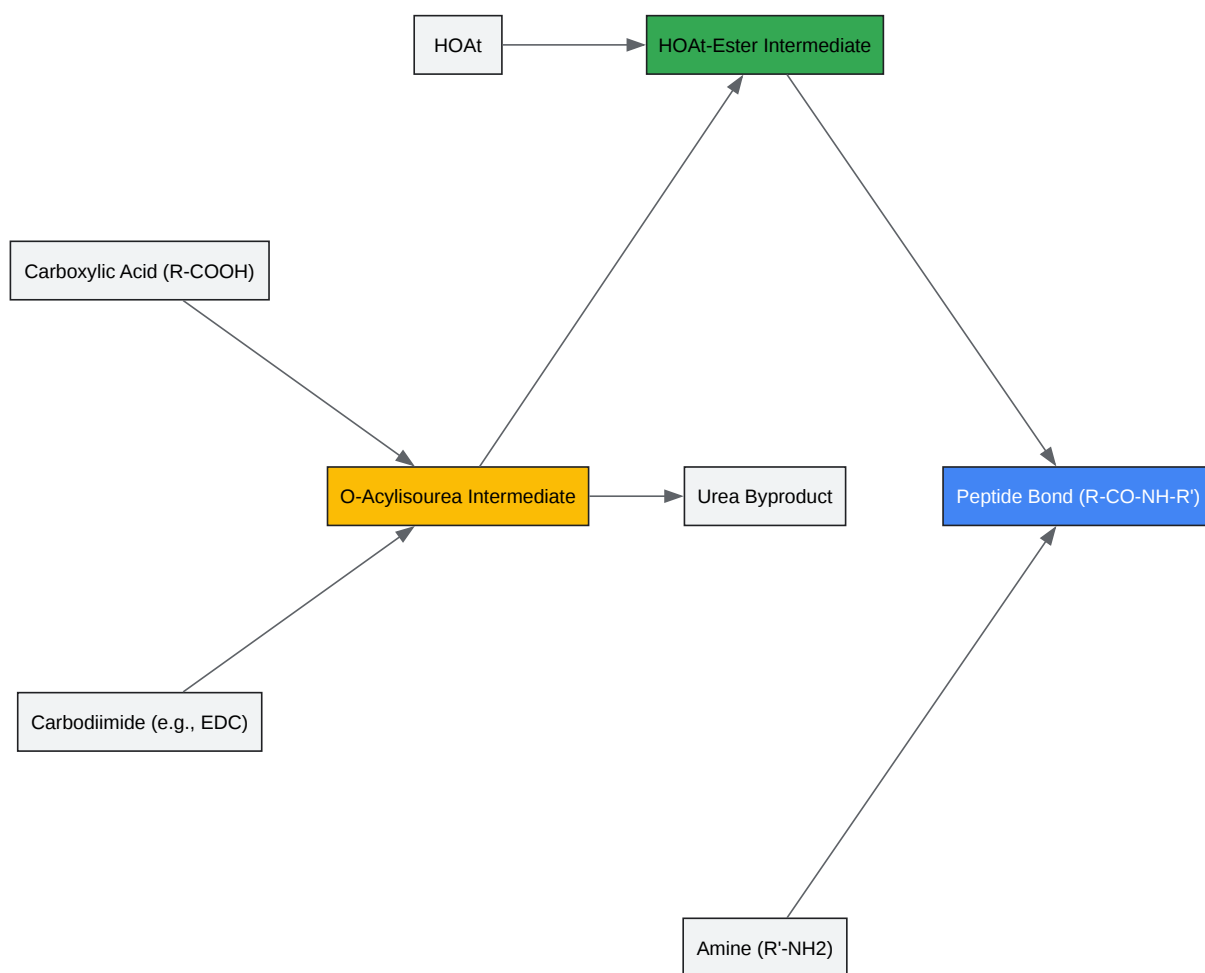 HOAt
HOAt-Ester Intermediate
Carboxylic Acid (R-COOH)
O-Acylisourea Intermediate
Urea Byproduct
Peptide Bond (R-CO-NH-R')
Carbodiimide (e.g., EDC)
Amine (R'-NH2)